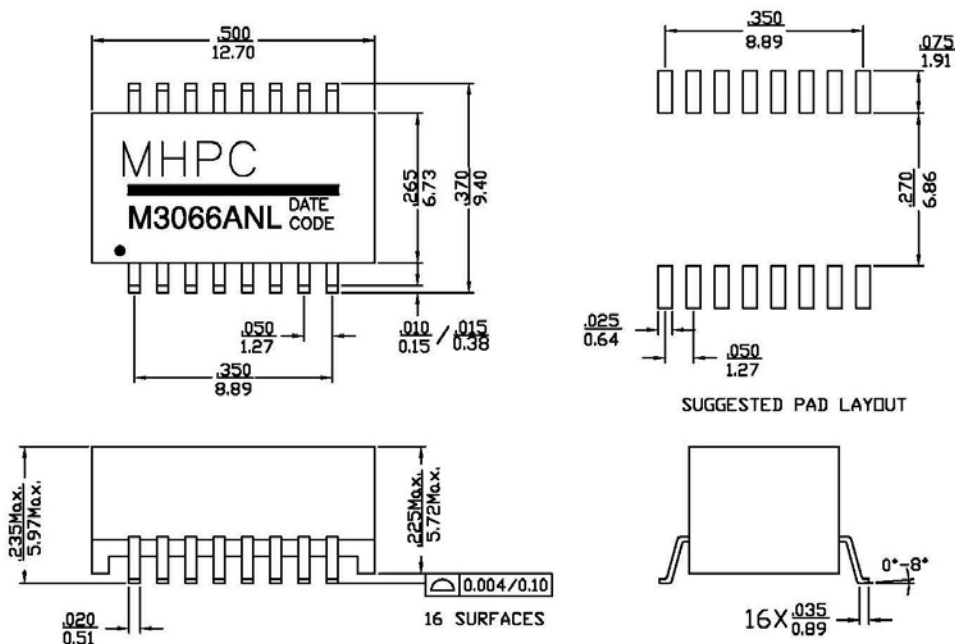 .500
12.70
.350
8.89
.075
1.91
MHPC
M3066ANL DATE CODE
.265
6.73
.370
9.40
.270
6.86
.050
1.27
.010 / .015
0.15 / 0.38
.350
8.89
.025
0.64
.050
1.27
SUGGESTED PAD LAYOUT
.235Max.
5.97Max.
.225Max.
5.72Max.
0.004/0.10
16 SURFACES
.020
0.51
0°-8°
16X .035
0.89